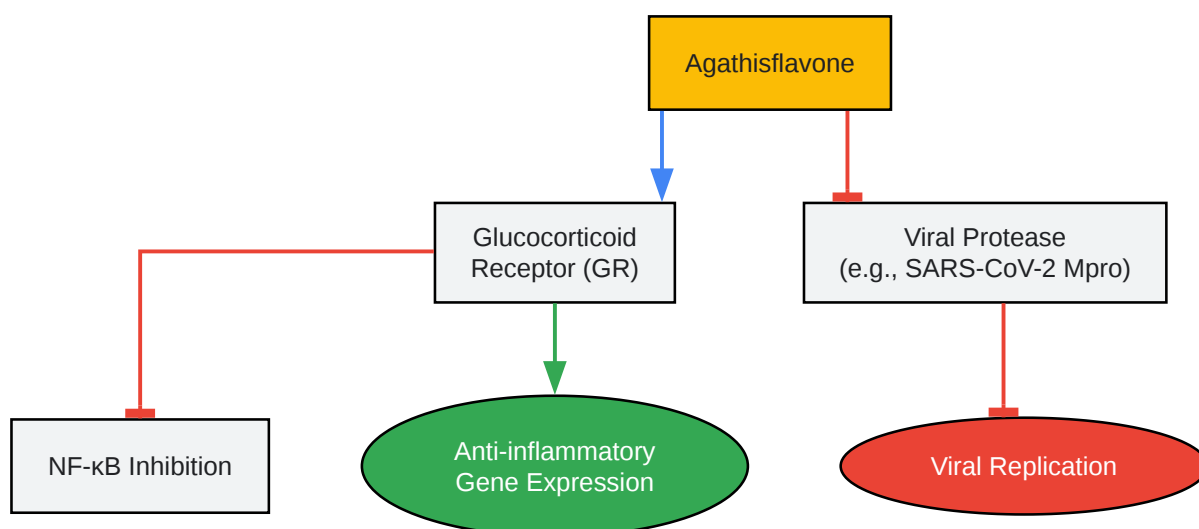 Agathisflavone
Glucocorticoid
Receptor (GR)
Viral Protease
(e.g., SARS-CoV-2 Mpro)
NF-κB Inhibition
Anti-inflammatory
Gene Expression
Viral Replication